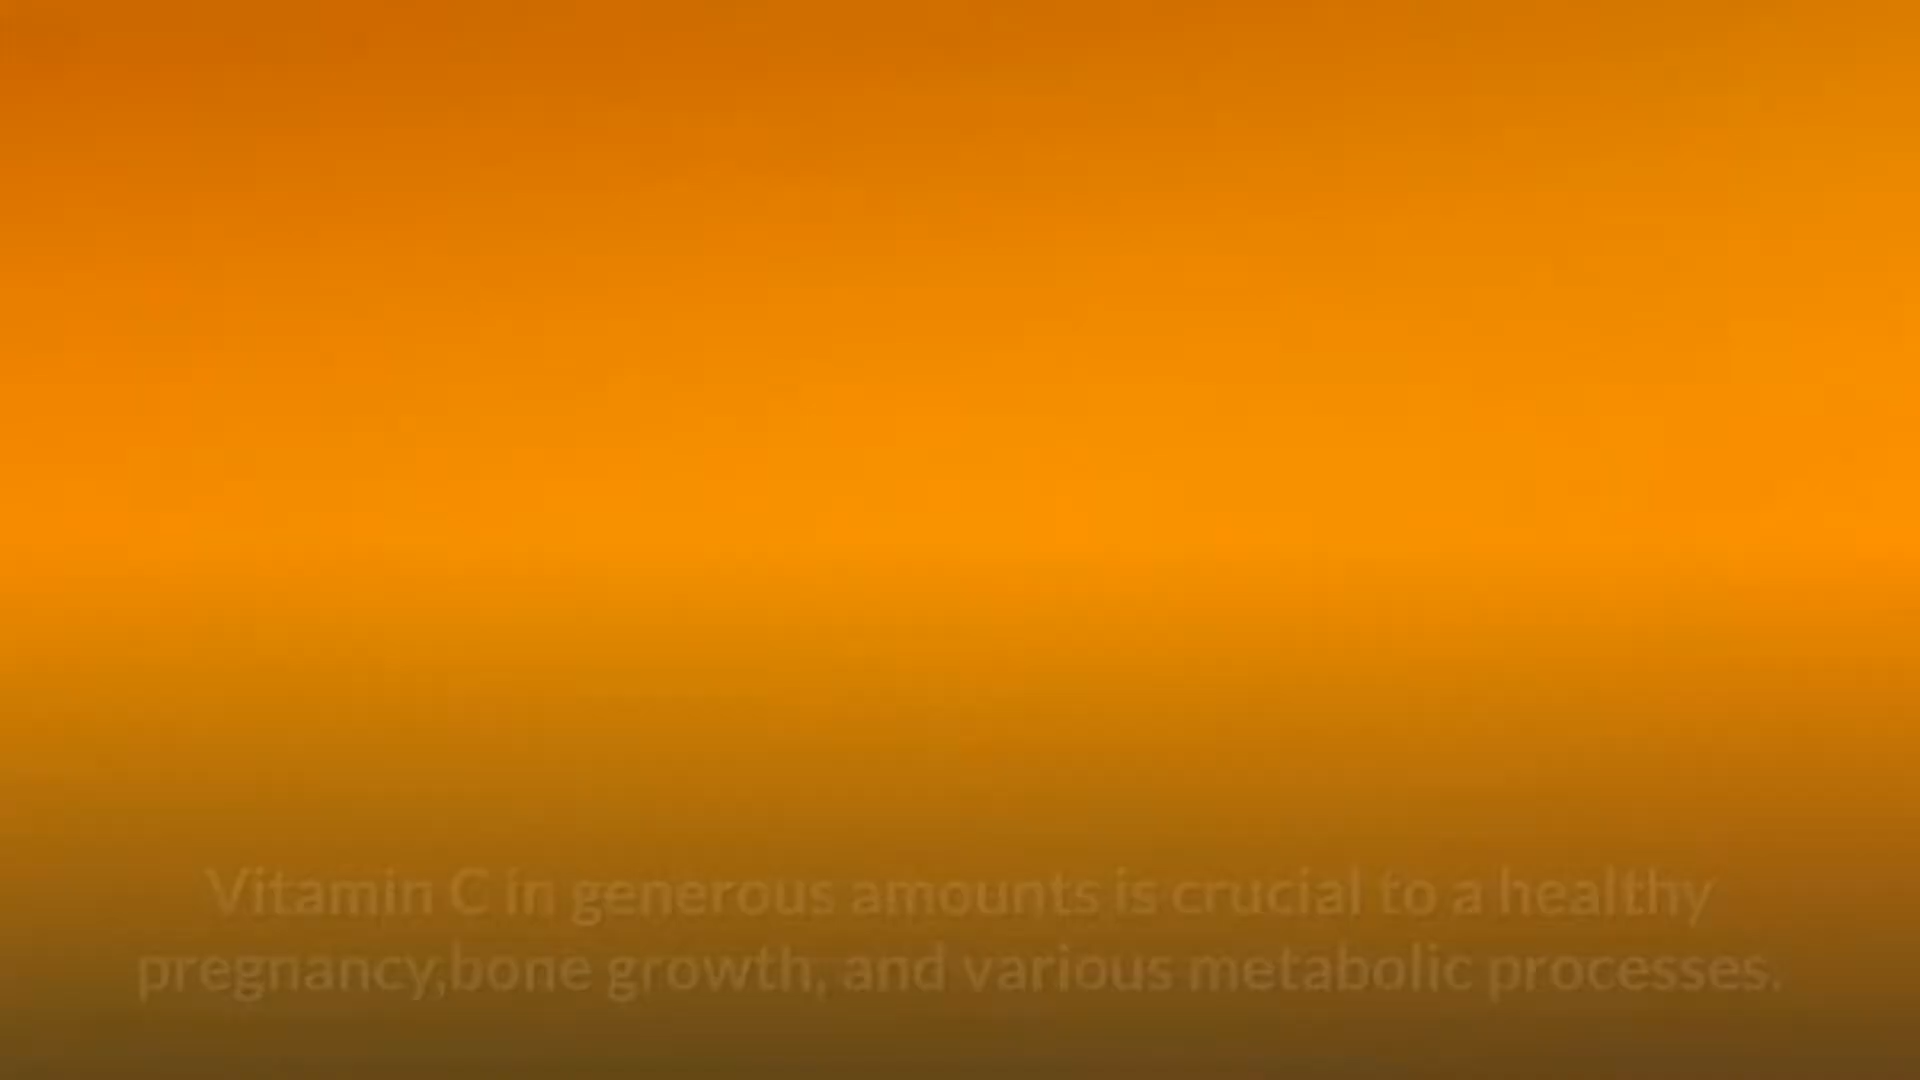 Vitamin C in generous amounts is crucial to a healthy
pregnancy,bone growth, and various metabolic processes.